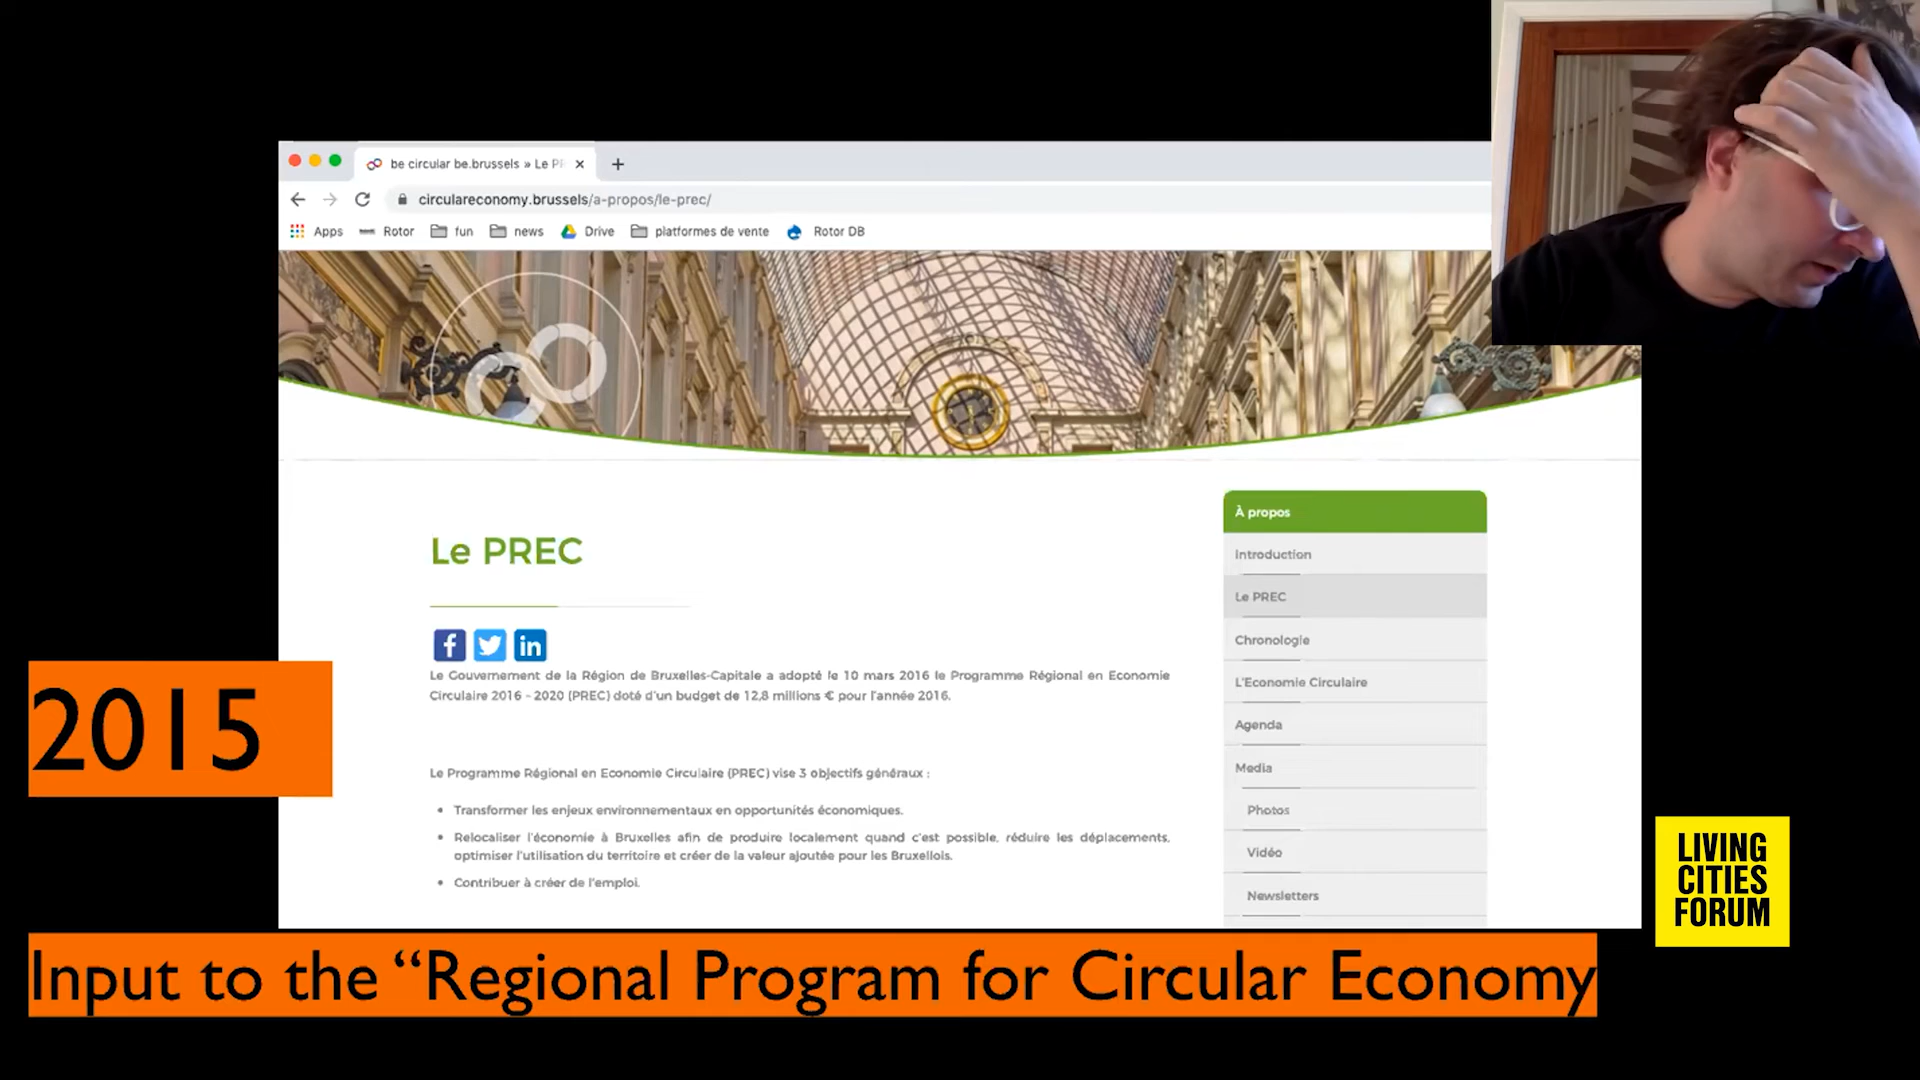 be circular be.brussels » Le PR
circulareconomy.brussels/a-propos/le-prec/
Apps Rotor fun news Drive platformes de vente Rotor DB
Le PREC
Le Gouvernement de la Région de Bruxelles-Capitale a adopté le 10 mars 2016 le Programme Régional en Economie
Circulaire 2016 - 2020 (PREC) doté d'un budget de 12,8 millions € pour l'année 2016.
Le Programme Régional en Economie Circulaire (PREC) vise 3 objectifs généraux :
• Transformer les enjeux environnementaux en opportunités économiques.
• Relocaliser l'économie à Bruxelles afin de produire localement quand c'est possible, réduire les déplacements,
optimiser l'utilisation du territoire et créer de la valeur ajoutée pour les Bruxellois.
• Contribuer à créer de l'emploi.
À propos
Introduction
Le PREC
Chronologie
L'Economie Circulaire
Agenda
Media
Photos
Vidéo
Newsletters
2015
Input to the “Regional Program for Circular Economy
LIVING
CITIES
FORUM